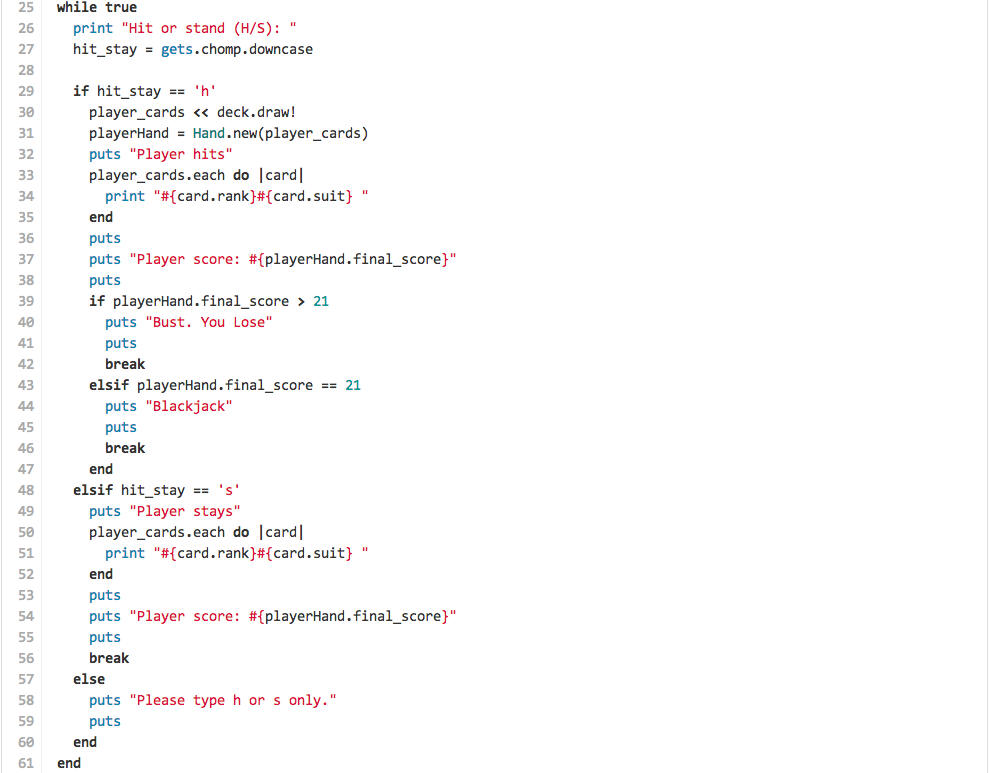 25 while true
26   print "Hit or stand (H/S): "
27   hit_stay = gets.chomp.downcase
28
29   if hit_stay == 'h'
30     player_cards << deck.draw!
31     playerHand = Hand.new(player_cards)
32     puts "Player hits"
33     player_cards.each do |card|
34       print "#{card.rank}#{card.suit} "
35     end
36     puts
37     puts "Player score: #{playerHand.final_score}"
38     puts
39     if playerHand.final_score > 21
40       puts "Bust. You Lose"
41       puts
42       break
43     elsif playerHand.final_score == 21
44       puts "Blackjack"
45       puts
46       break
47     end
48   elsif hit_stay == 's'
49     puts "Player stays"
50     player_cards.each do |card|
51       print "#{card.rank}#{card.suit} "
52     end
53     puts
54     puts "Player score: #{playerHand.final_score}"
55     puts
56     break
57   else
58     puts "Please type h or s only."
59     puts
60   end
61 end